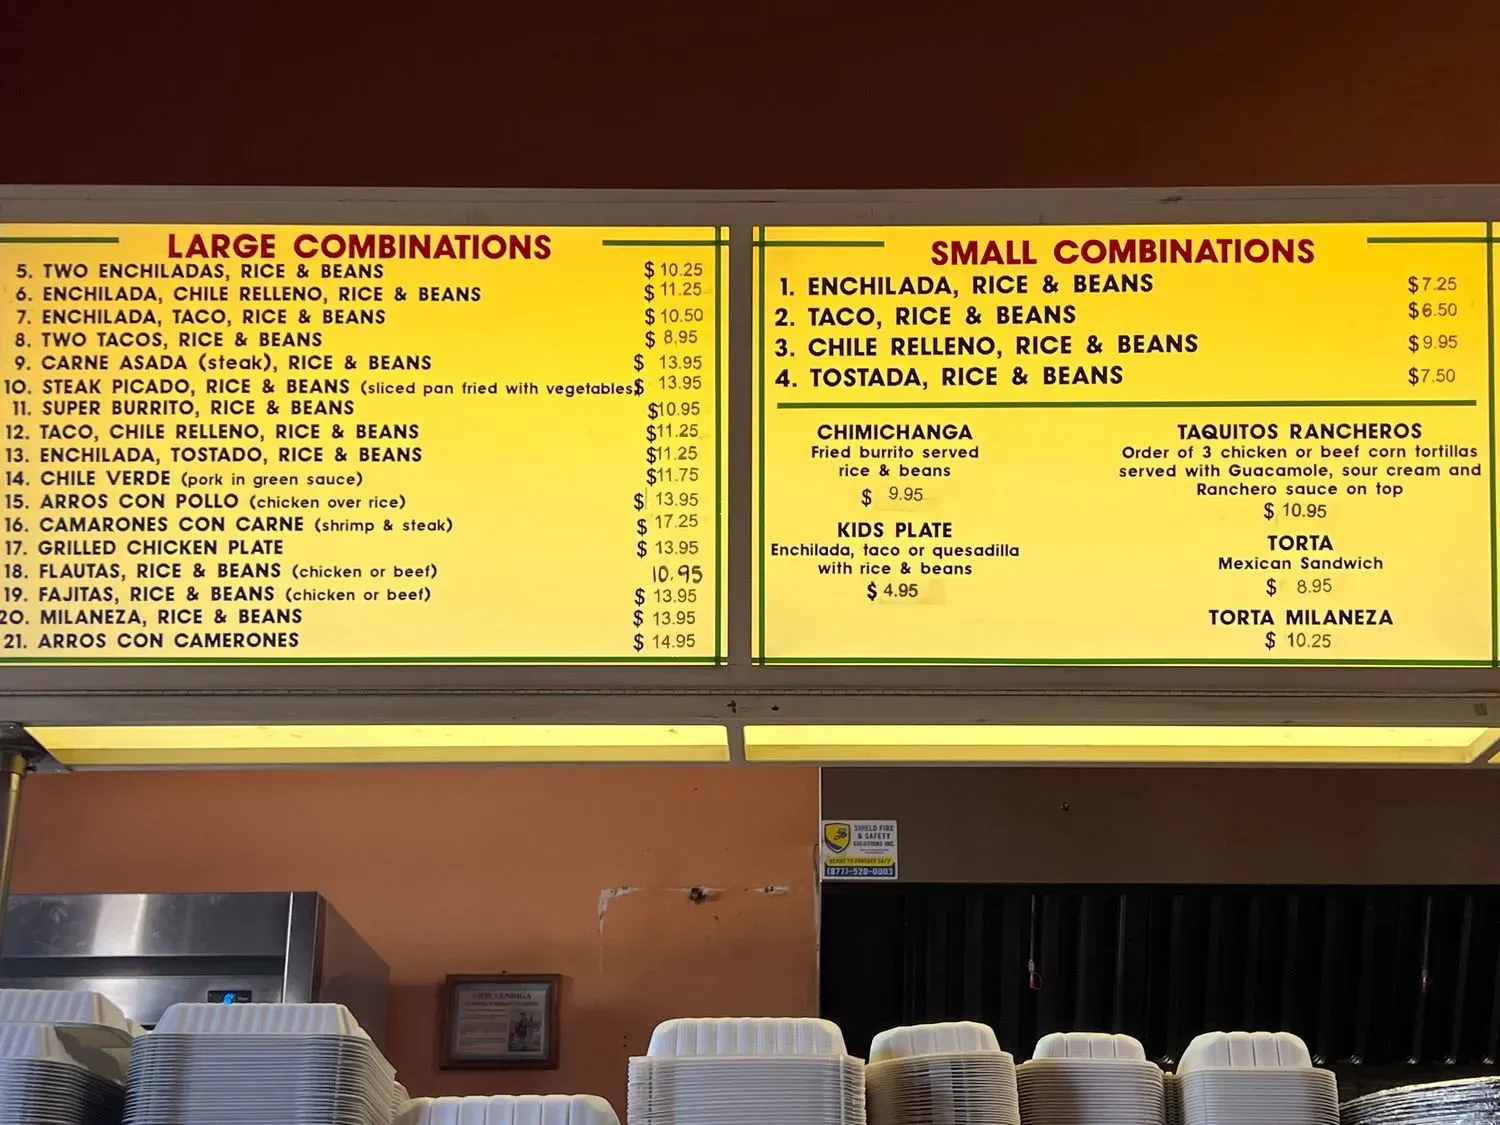 LARGE COMBINATIONS
5. TWO ENCHILADAS, RICE & BEANS $ 10.25
6. ENCHILADA, CHILE RELLENO, RICE & BEANS $ 11.25
7. ENCHILADA, TACO, RICE & BEANS $ 10.50
8. TWO TACOS, RICE & BEANS $ 8.95
9. CARNE ASADA (steak), RICE & BEANS $ 13.95
10. STEAK PICADO, RICE & BEANS (sliced pan fried with vegetables $ 13.95
11. SUPER BURRITO, RICE & BEANS $10.95
12. TACO, CHILE RELLENO, RICE & BEANS $11.25
13. ENCHILADA, TOSTADO, RICE & BEANS $11.25
14. CHILE VERDE (pork in green sauce) $11.75
15. ARROS CON POLLO (chicken over rice) $ 13.95
16. CAMARONES CON CARNE (shrimp & steak) $ 17.25
17. GRILLED CHICKEN PLATE $ 13.95
18. FLAUTAS, RICE & BEANS (chicken or beef) 10.95
19. FAJITAS, RICE & BEANS (chicken or beef) $ 13.95
20. MILANEZA, RICE & BEANS $ 13.95
21. ARROS CON CAMERONES $ 14.95
SMALL COMBINATIONS
1. ENCHILADA, RICE & BEANS $7.25
2. TACO, RICE & BEANS $6.50
3. CHILE RELLENO, RICE & BEANS $9.95
4. TOSTADA, RICE & BEANS $7.50
CHIMICHANGA
Fried burrito served
rice & beans
$ 9.95
KIDS PLATE
Enchilada, taco or quesadilla
with rice & beans
$ 4.95
TAQUITOS RANCHEROS
Order of 3 chicken or beef corn tortillas
served with Guacamole, sour cream and
Ranchero sauce on top
$ 10.95
TORTA
Mexican Sandwich
$ 8.95
TORTA MILANEZA
$ 10.25
SHIELD FIRE
& SAFETY
SOLUTIONS INC.
READY TO PROTECT 24/7
(877)-520-0003